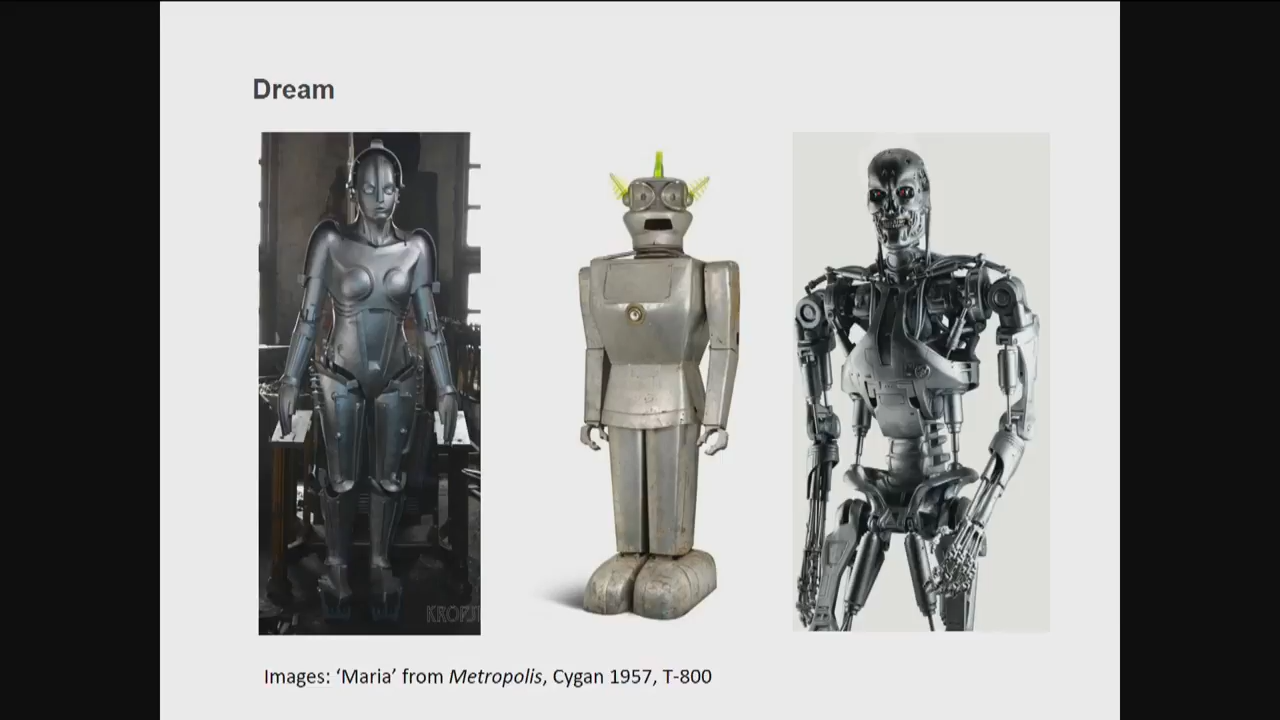 Dream
Images: ‘Maria’ from Metropolis, Cygan 1957, T-800